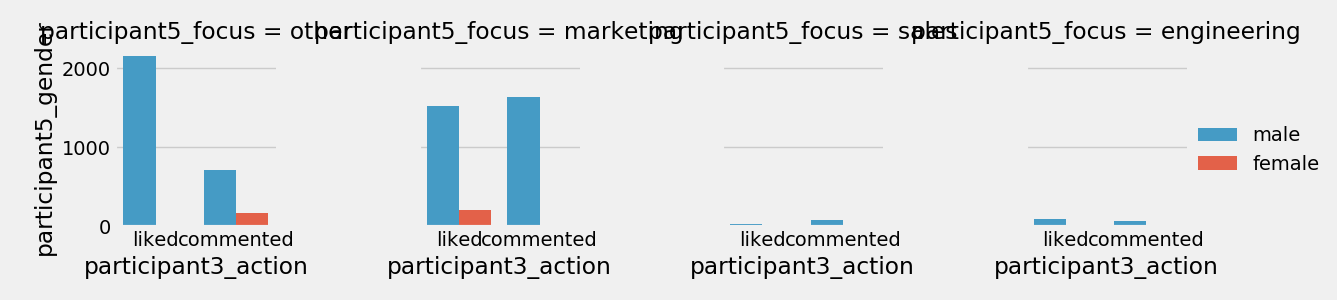 participant5_focus = other
participant5_focus = marketing
participant5_focus = sales
participant5_focus = engineering
participant5_gender
2000
1000
0
liked commented
liked commented
liked commented
liked commented
participant3_action
participant3_action
participant3_action
participant3_action
male
female